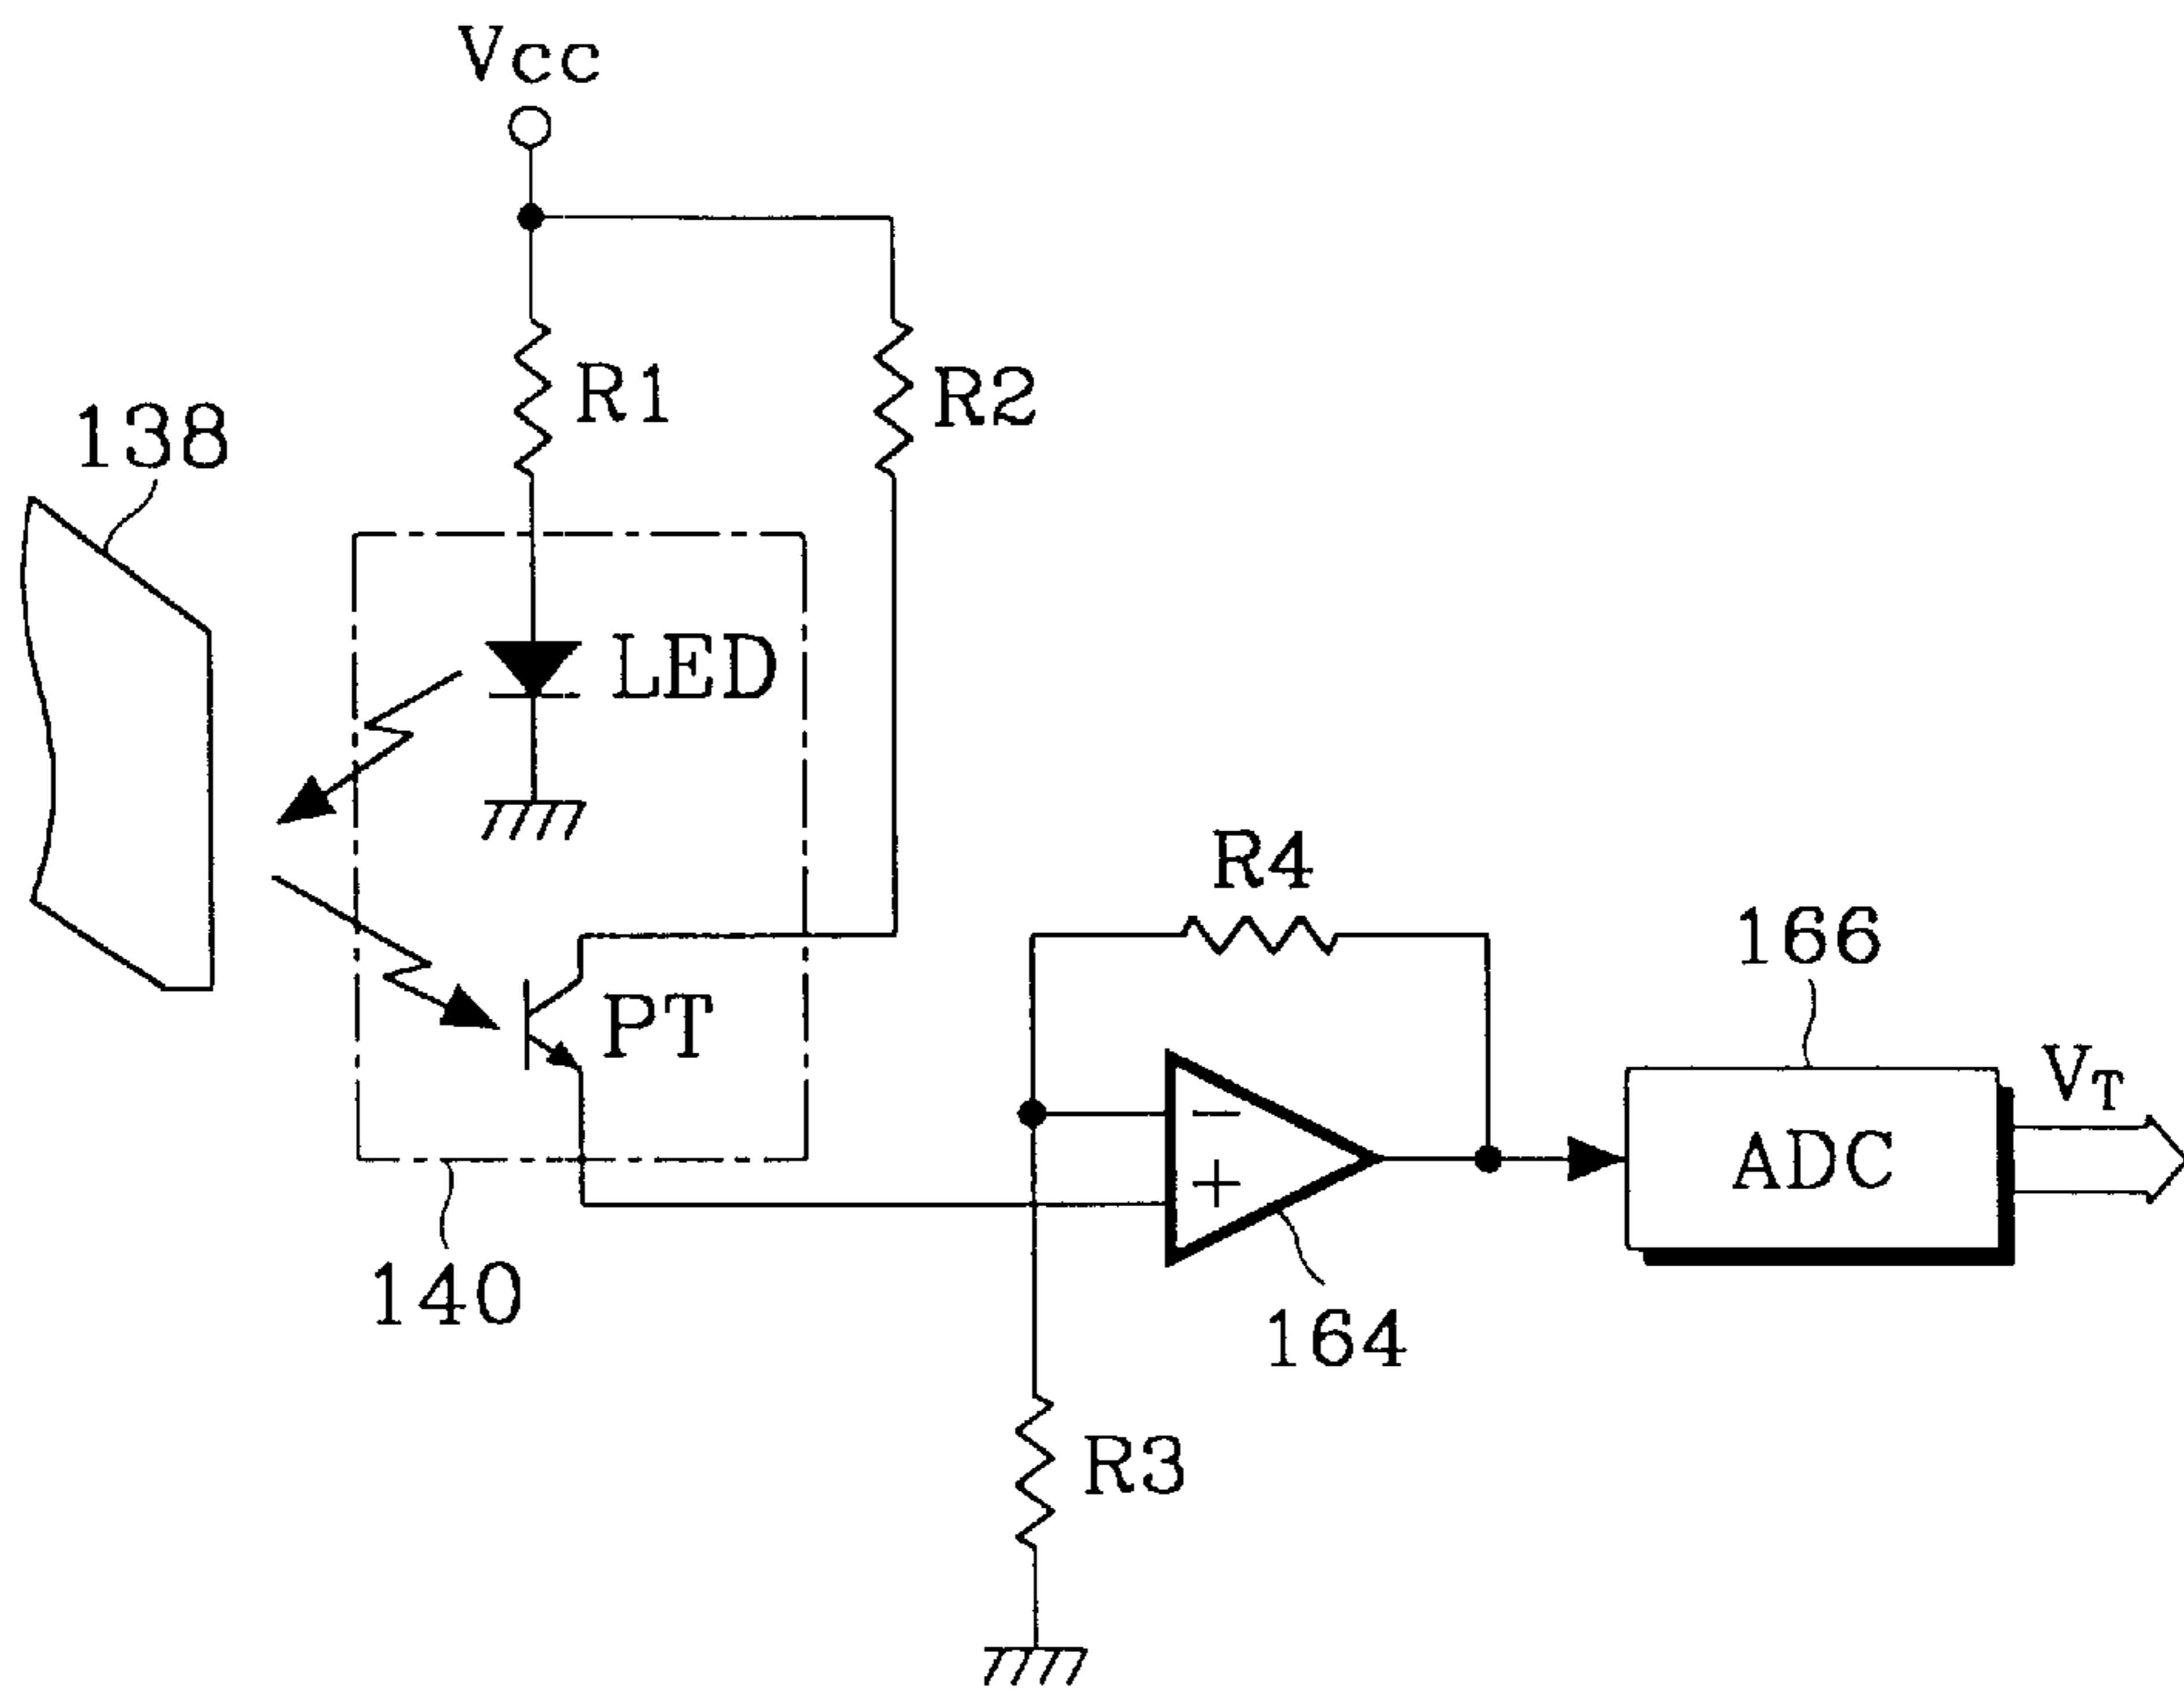 Vcc
R1
R2
138
LED
R4
166
PT
VT
−
ADC
+
140
164
R3